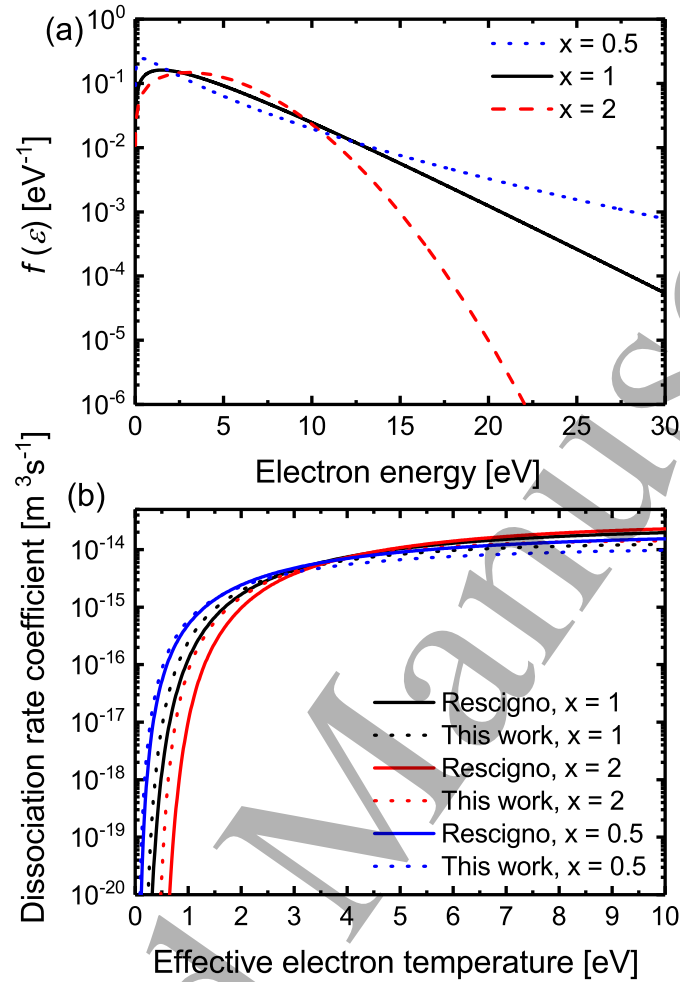 (a)
10⁰
10⁻¹
10⁻²
10⁻³
10⁻⁴
10⁻⁵
10⁻⁶
f (ε) [eV⁻¹]
x = 0.5
x = 1
x = 2
0 5 10 15 20 25 30
Electron energy [eV]
(b)
10⁻¹⁴
10⁻¹⁵
10⁻¹⁶
10⁻¹⁷
10⁻¹⁸
10⁻¹⁹
10⁻²⁰
Dissociation rate coefficient [m³s⁻¹]
Rescigno, x = 1
This work, x = 1
Rescigno, x = 2
This work, x = 2
Rescigno, x = 0.5
This work, x = 0.5
0 1 2 3 4 5 6 7 8 9 10
Effective electron temperature [eV]